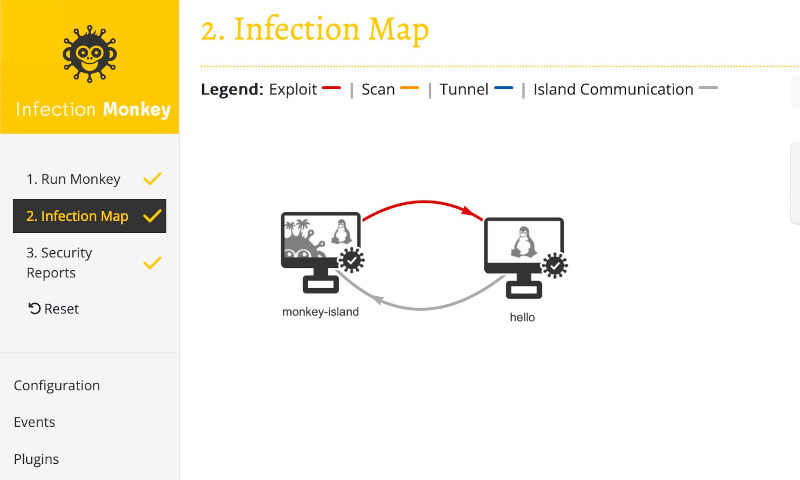 2. Infection Map
Legend: Exploit | Scan | Tunnel | Island Communication
Infection Monkey
1. Run Monkey
2. Infection Map
3. Security
Reports
Reset
Configuration
Events
Plugins
monkey-island
hello